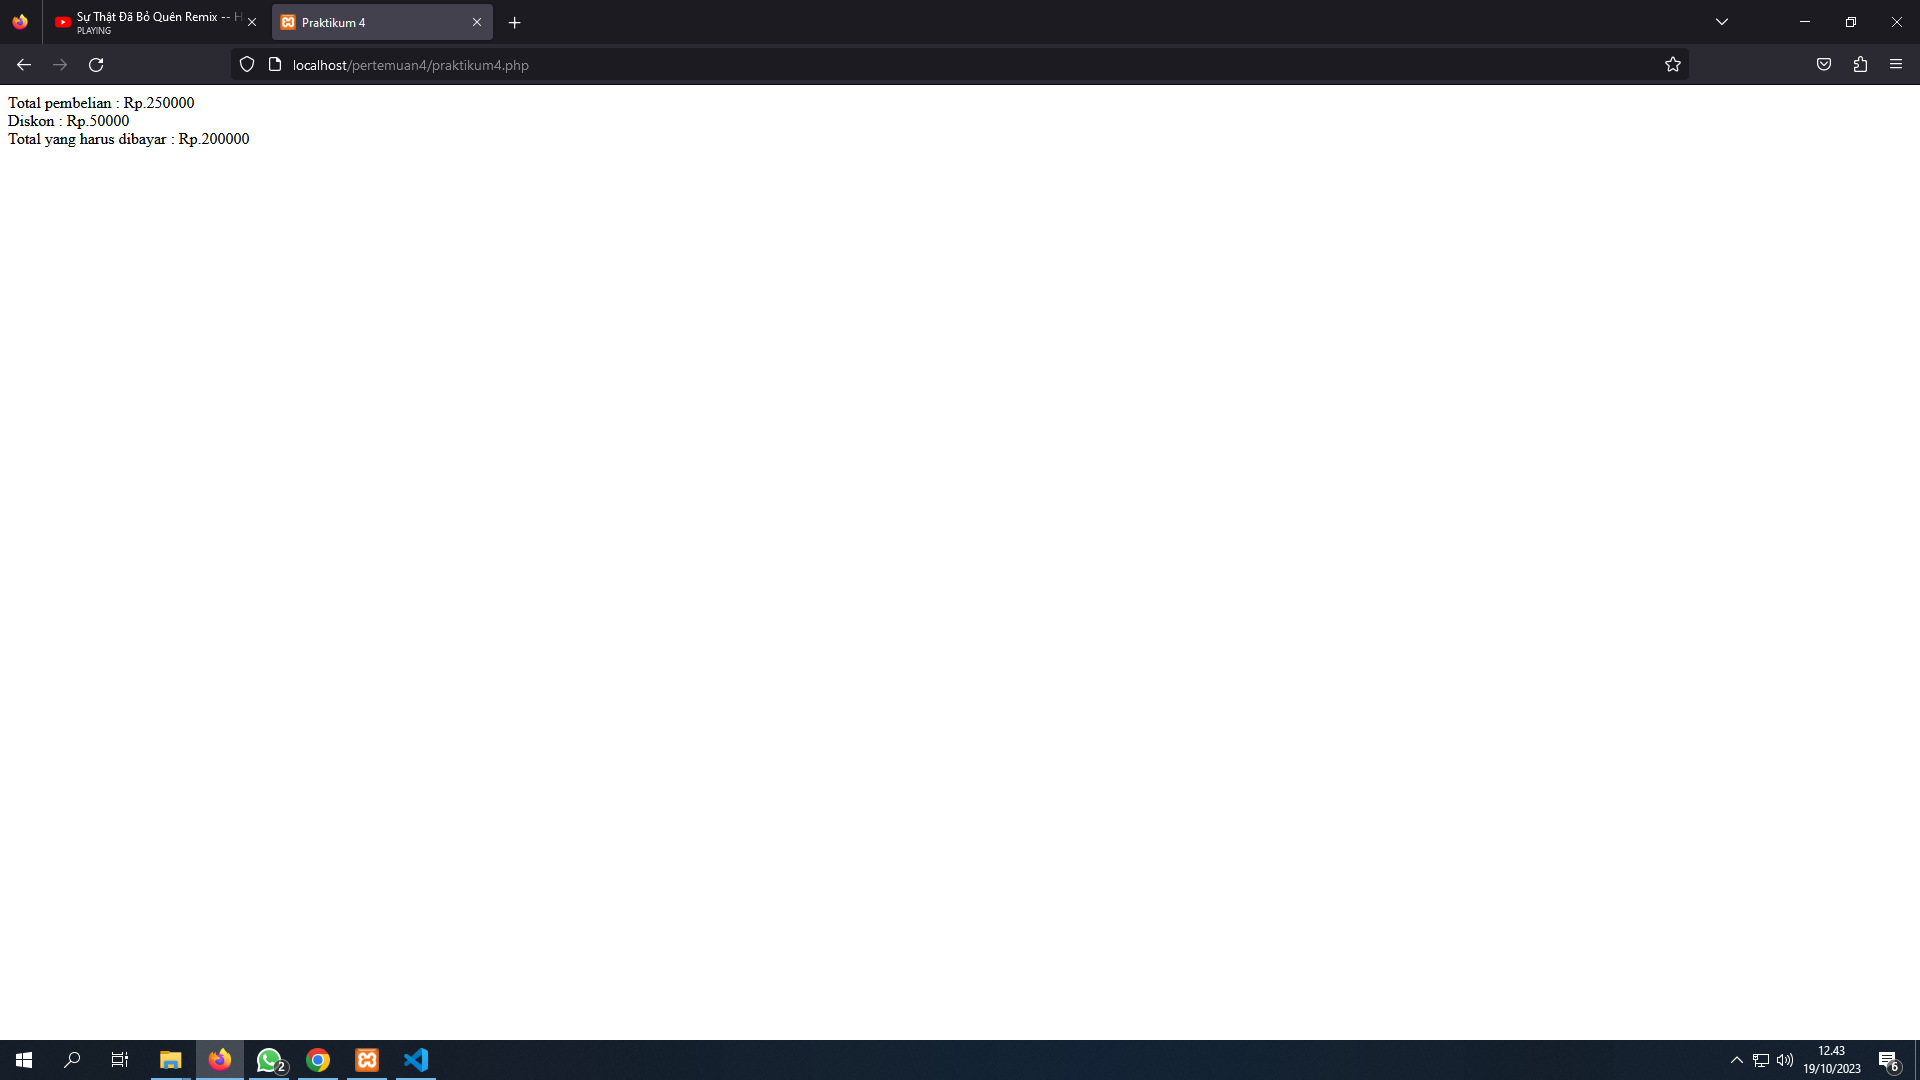 Sự Thật Đã Bỏ Quên Remix -- H
PLAYING
Praktikum 4
localhost/pertemuan4/praktikum4.php
Total pembelian : Rp.250000
Diskon : Rp.50000
Total yang harus dibayar : Rp.200000
2
12.43
19/10/2023
6